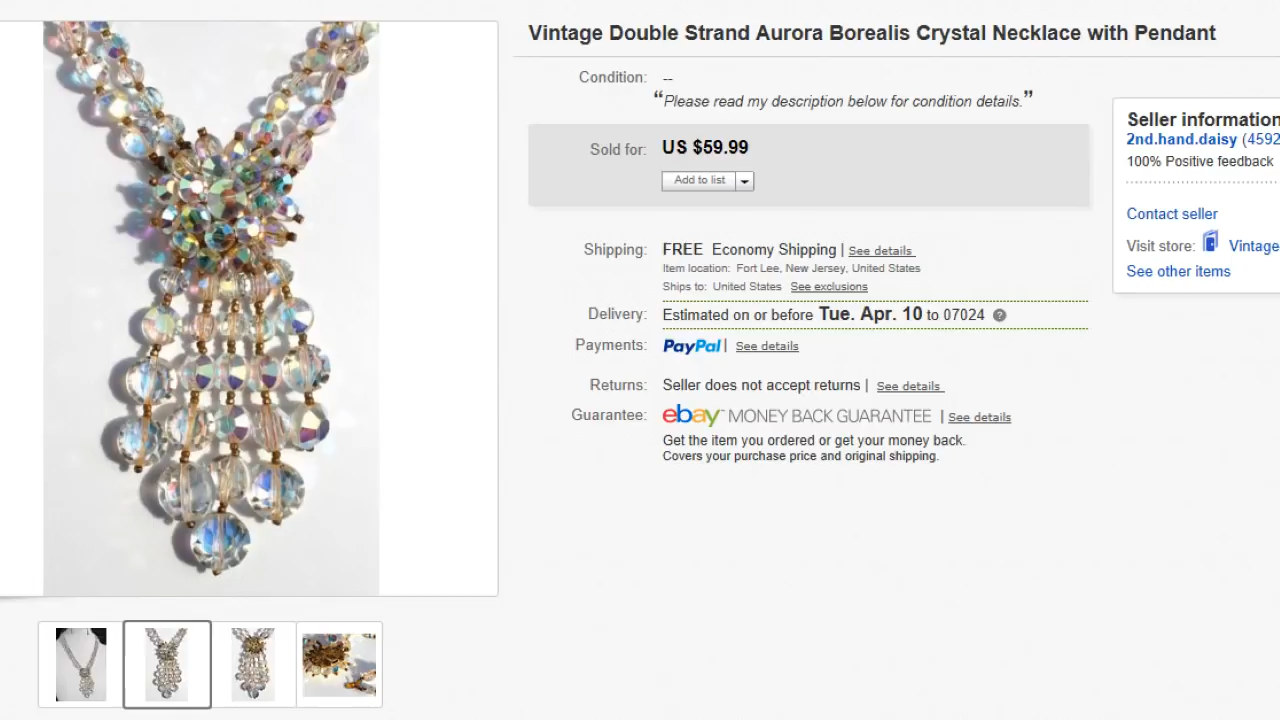 Vintage Double Strand Aurora Borealis Crystal Necklace with Pendant
Condition: --
“Please read my description below for condition details.”
Sold for: US $59.99
Add to list
Shipping: FREE Economy Shipping | See details
Item location: Fort Lee, New Jersey, United States
Ships to: United States See exclusions
Delivery: Estimated on or before Tue. Apr. 10 to 07024 ?
Payments: PayPal | See details
Returns: Seller does not accept returns | See details
Guarantee: ebay MONEY BACK GUARANTEE | See details
Get the item you ordered or get your money back.
Covers your purchase price and original shipping.
Seller information
2nd.hand.daisy (4592
100% Positive feedback
Contact seller
Visit store: Vintage
See other items